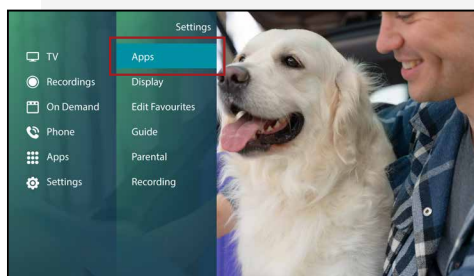 Settings
TV
Recordings
On Demand
Phone
Apps
Settings
Apps
Display
Edit Favourites
Guide
Parental
Recording